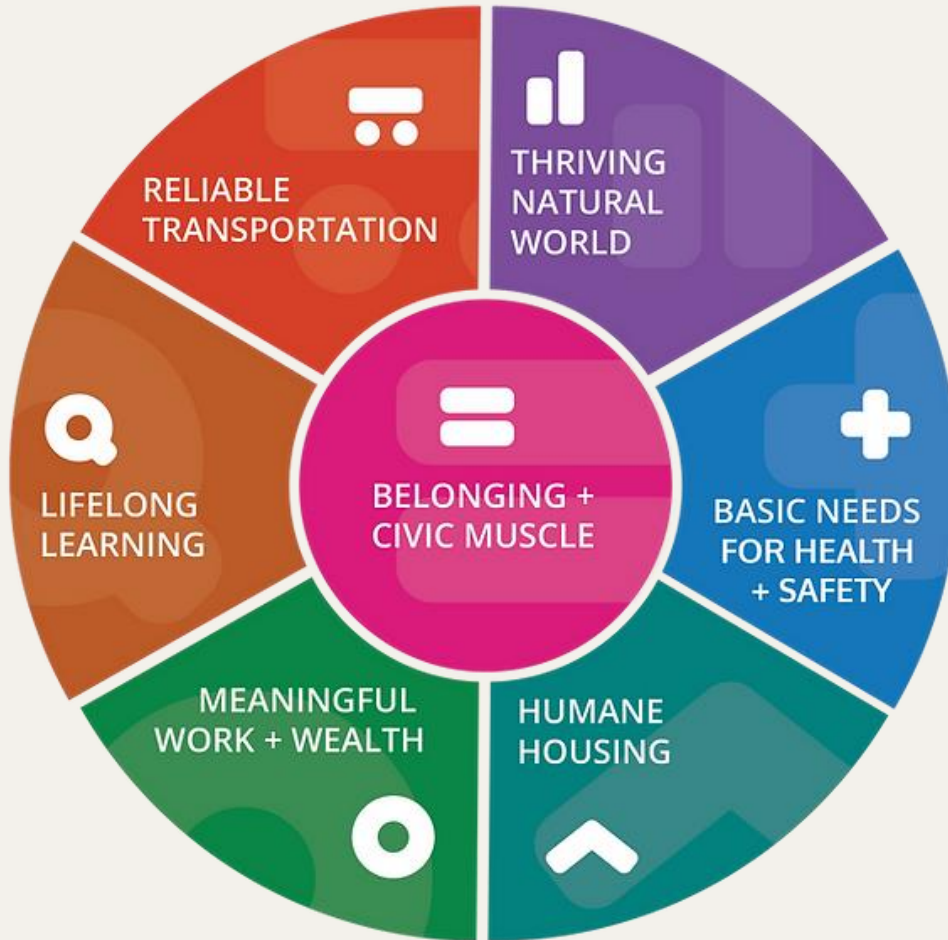 RELIABLE
TRANSPORTATION
THRIVING
NATURAL
WORLD
LIFELONG
LEARNING
BELONGING +
CIVIC MUSCLE
BASIC NEEDS
FOR HEALTH
+ SAFETY
MEANINGFUL
WORK + WEALTH
HUMANE
HOUSING